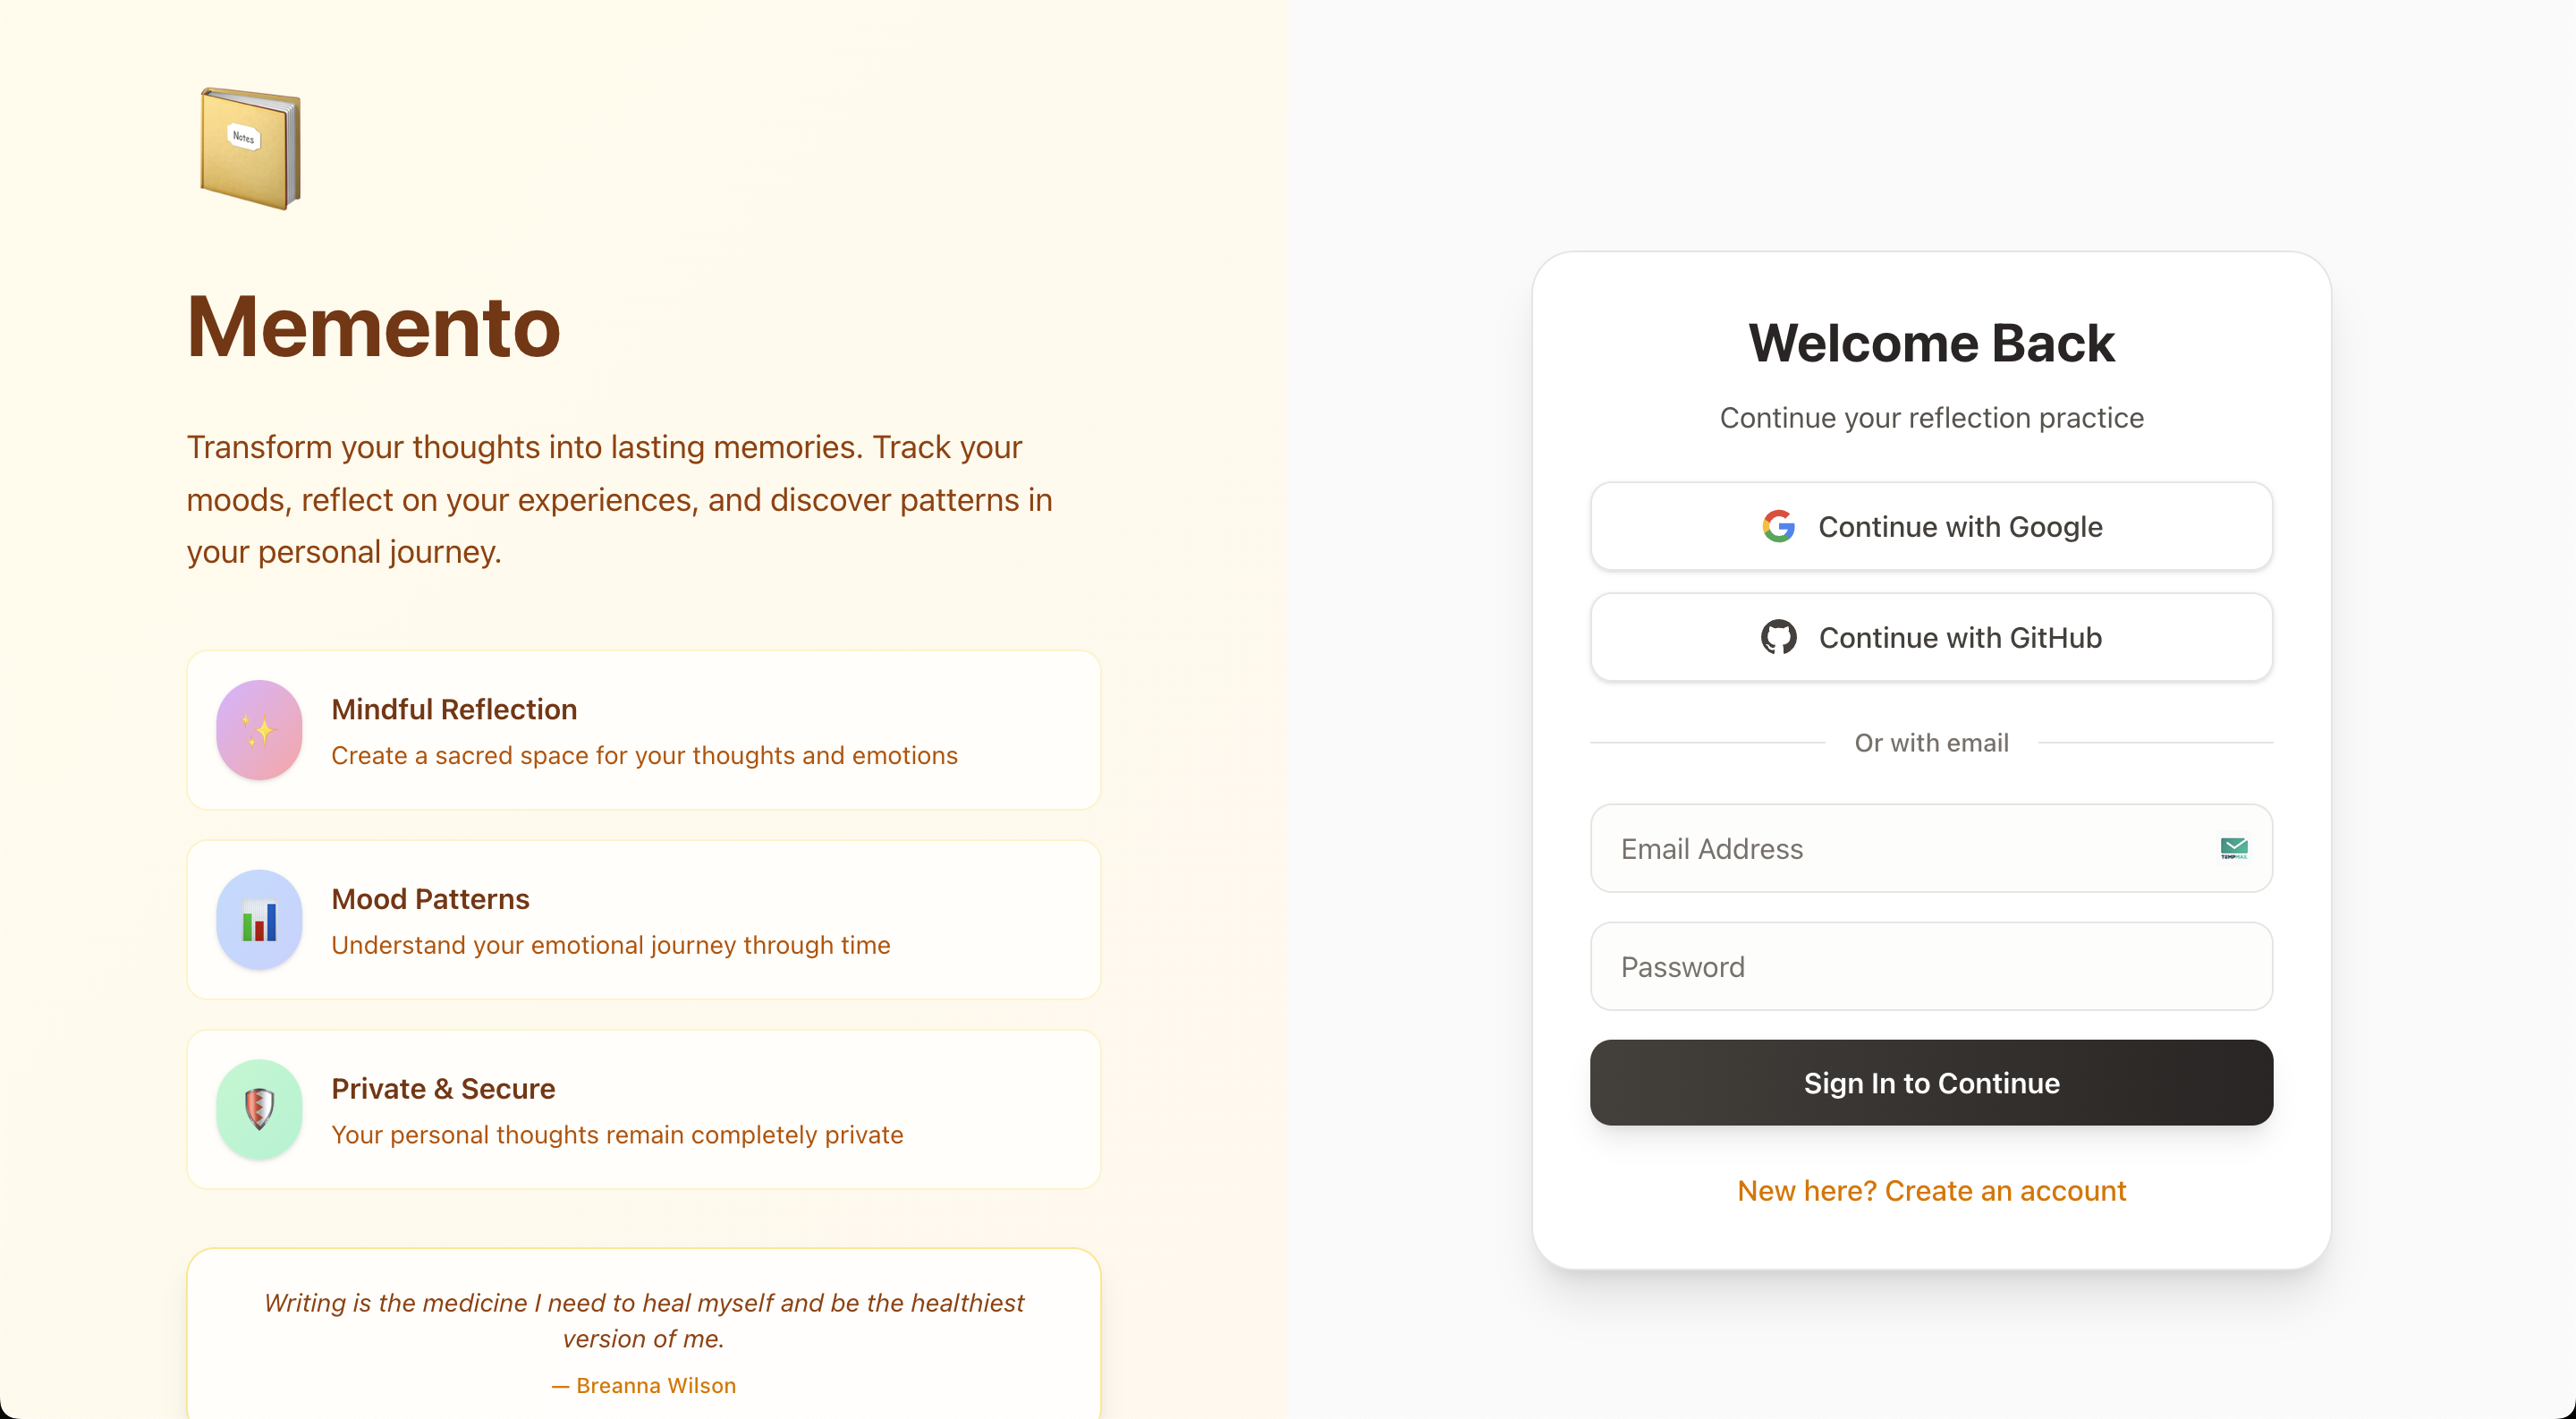 Notes
Memento
Transform your thoughts into lasting memories. Track your
moods, reflect on your experiences, and discover patterns in
your personal journey.
Mindful Reflection
Create a sacred space for your thoughts and emotions
Mood Patterns
Understand your emotional journey through time
Private & Secure
Your personal thoughts remain completely private
Writing is the medicine I need to heal myself and be the healthiest
version of me.
— Breanna Wilson
Welcome Back
Continue your reflection practice
Continue with Google
Continue with GitHub
Or with email
Email Address
TEMPMAIL
Password
Sign In to Continue
New here? Create an account